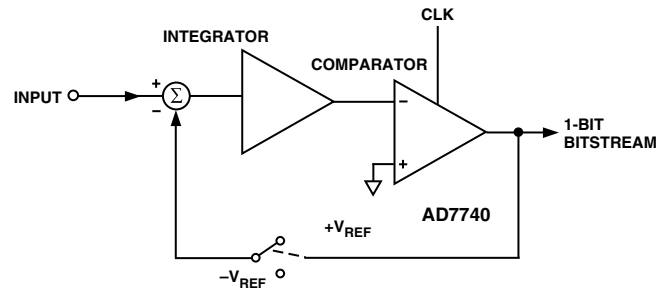 CLK
INTEGRATOR
COMPARATOR
+
INPUT
Σ
–
–
1-BIT
BITSTREAM
+
AD7740
+VREF
–VREF